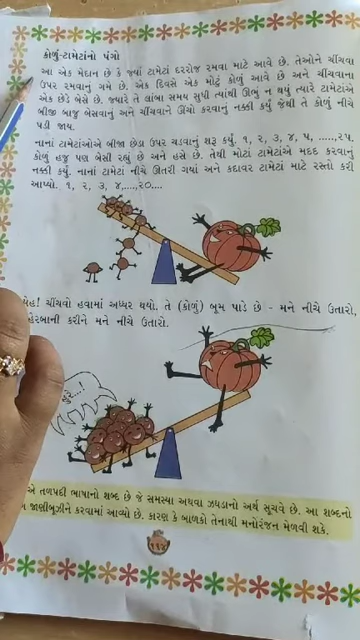 કોળું-ટામેટાંનો પંગો
આ એક મેદાન છે કે જ્યાં ટામેટાં દરરોજ રમવા માટે આવે છે. તેઓને ચીંચવા
ઉપર રમવાનું ગમે છે. એક દિવસે એક મોટું કોળું આવે છે અને ચીંચવાના
એક છેડે બેસે છે. જ્યારે તે લાંબા સમય સુધી ત્યાંથી ઊભું ન થયું ત્યારે ટામેટાંએ
બીજી બાજુ બેસવાનું અને ચીંચવાને ઊંચો કરવાનું નક્કી કર્યું જેથી તે કોળું નીચે
પડી જાય.
નાનાં ટામેટાંઓએ બીજા છેડા ઉપર ચડવાનું શરૂ કર્યું. ૧, ૨, ૩, ૪, ૫, ......૨૫.
કોળું હજુ પણ બેસી રહ્યું છે અને હસે છે. તેથી મોટાં ટામેટાંએ મદદ કરવાનું
નક્કી કર્યું. નાનાં ટામેટાં નીચે ઊતરી ગયાં અને કદાવર ટામેટાં માટે રસ્તો કરી
આપ્યો. ૧, ૨, ૩, ૪,....,૨૦....
ચીંચવો હવામાં અધ્ધર થયો. તે (કોળું) બૂમ પાડે છે - મને નીચે ઉતારો,
કરીને મને નીચે ઉતારો.
એ તળપદી ભાષાનો શબ્દ છે જે સમસ્યા અથવા ઝઘડાનો અર્થ સૂચવે છે. આ શબ્દનો
જાણીબૂઝીને કરવામાં આવ્યો છે. કારણ કે બાળકો તેનાથી મનોરંજન મેળવી શકે.